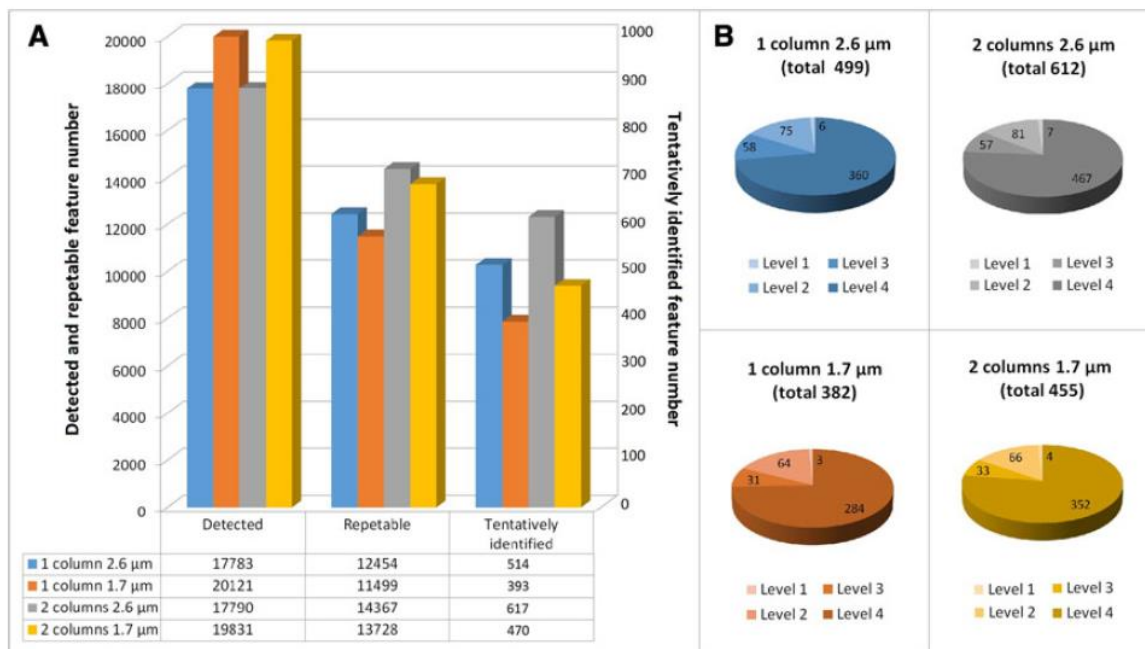 A
Detected and repetable feature number
20000
18000
16000
14000
12000
10000
8000
6000
4000
2000
0
1000
900
800
700
600
500
400
300
200
100
0
Tentatively identified feature number
Detected Repetable Tentatively
identified
1 column 2.6 μm 17783 12454 514
1 column 1.7 μm 20121 11499 393
2 columns 2.6 μm 17790 14367 617
2 columns 1.7 μm 19831 13728 470
B
1 column 2.6 μm
(total 499)
75 6
58
360
Level 1 Level 3
Level 2 Level 4
2 columns 2.6 μm
(total 612)
81 7
57
467
Level 1 Level 3
Level 2 Level 4
1 column 1.7 μm
(total 382)
64 3
31
284
Level 1 Level 3
Level 2 Level 4
2 columns 1.7 μm
(total 455)
66 4
33
352
Level 1 Level 3
Level 2 Level 4